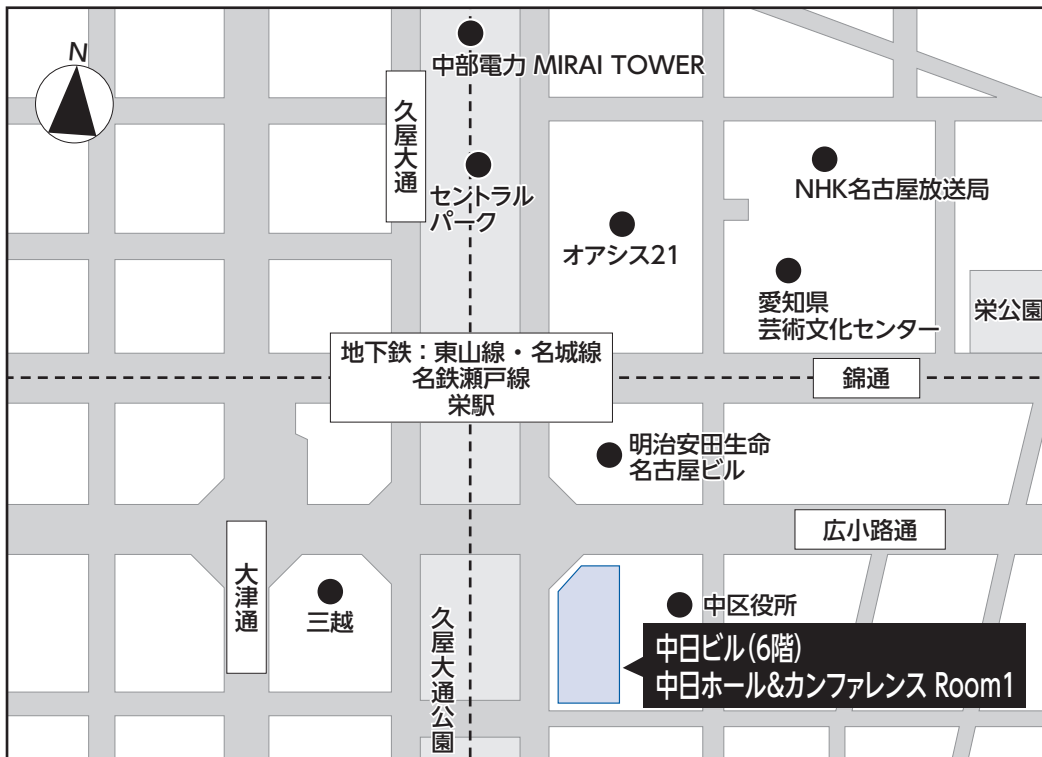 N
中部電力 MIRAI TOWER
久屋大通
セントラル
パーク
NHK名古屋放送局
オアシス21
愛知県
芸術文化センター
栄公園
地下鉄：東山線・名城線
名鉄瀬戸線
栄駅
錦通
明治安田生命
名古屋ビル
広小路通
大津通
三越
久屋大通公園
中区役所
中日ビル(6階)
中日ホール&カンファレンス Room1